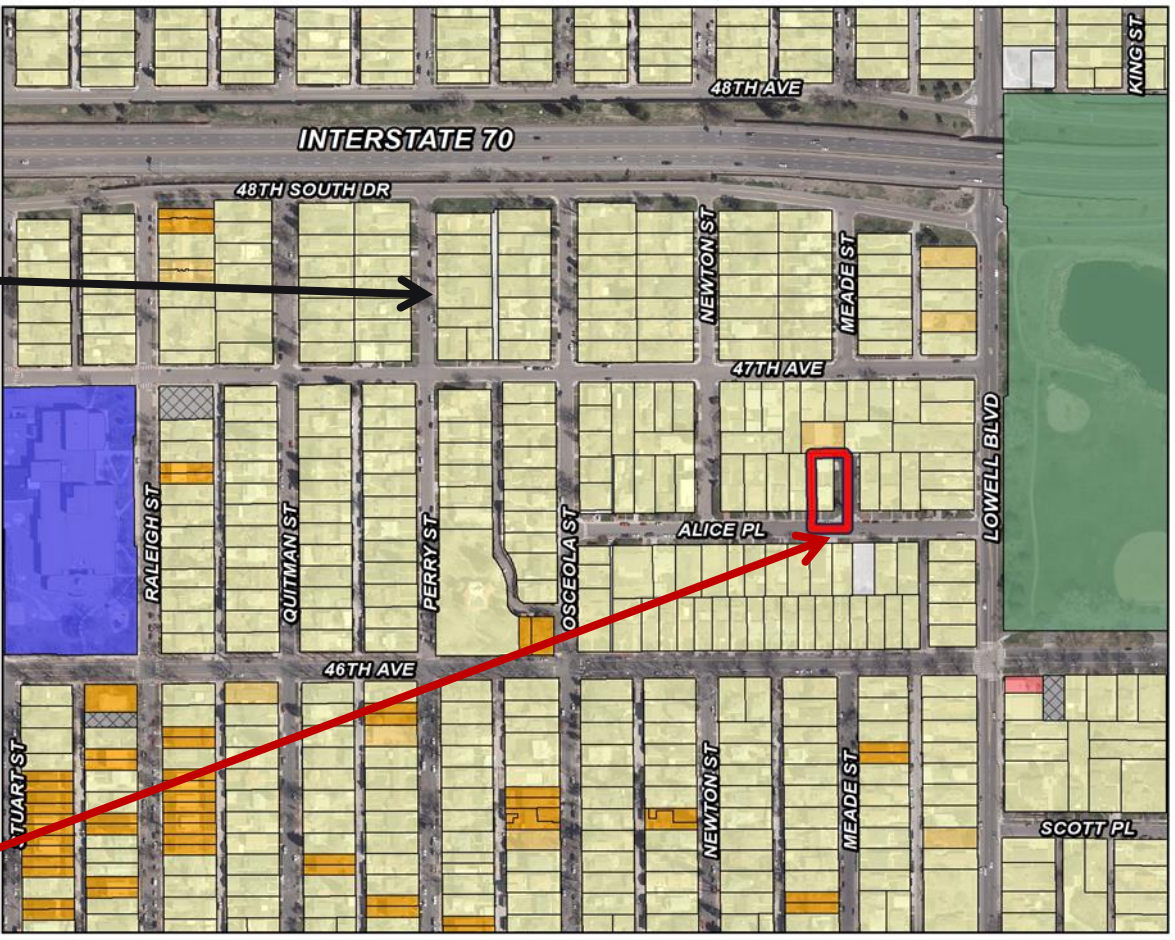 48TH AVE
KING ST
INTERSTATE 70
48TH SOUTH DR
NEWTON ST
MEADE ST
47TH AVE
LOWELL BLVD
RALEIGH ST
QUITMAN ST
PERRY ST
OSCEOLA ST
ALICE PL
46TH AVE
STUART ST
NEWTON ST
MEADE ST
SCOTT PL